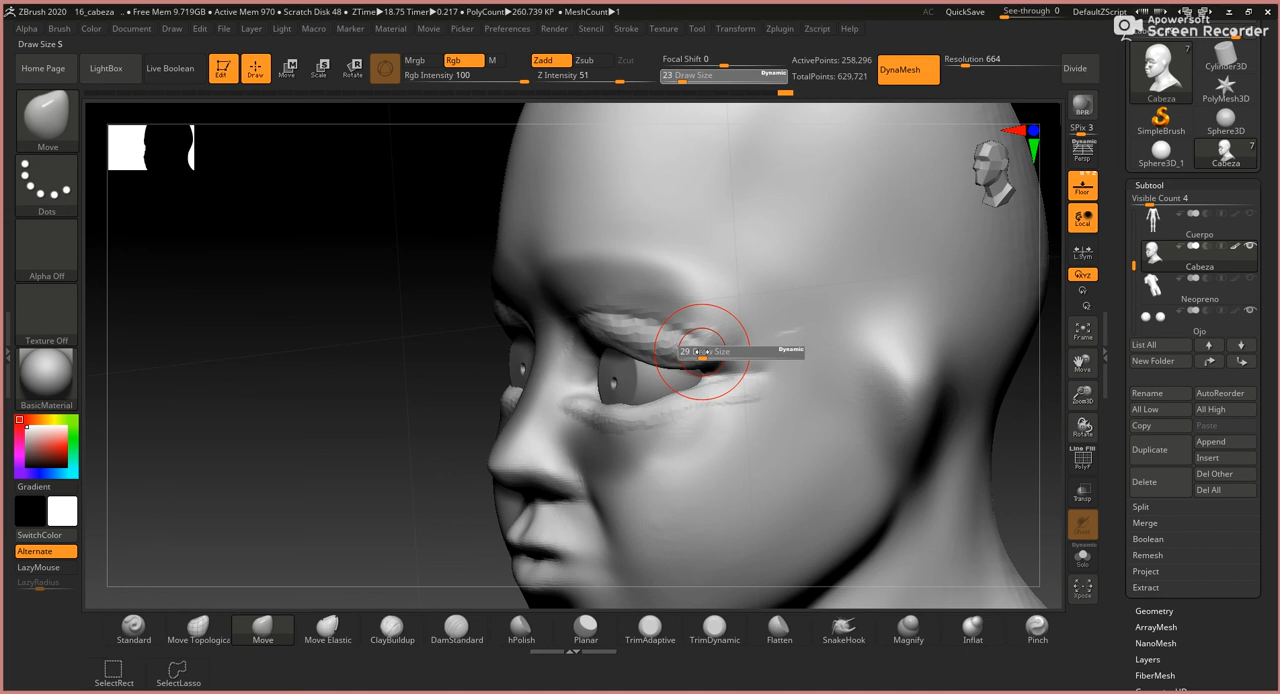 ZBrush 2020 16_cabeza .. ● Free Mem 9.719GB ● Active Mem 970 ● Scratch Disk 48 ● ZTime▶18.75 Timer▶0.217 ● PolyCount▶260.739 KP ● MeshCount▶1 AC QuickSave See-through 0 DefaultZScript
Apowersoft
Screen Recorder
Alpha Brush Color Document Draw Edit File Layer Light Macro Marker Material Movie Picker Preferences Render Stencil Stroke Texture Tool Transform Zplugin Zscript Help
Draw Size S
Home Page LightBox Live Boolean
Edit Draw Move Scale Rotate
Mrgb Rgb M
Rgb Intensity 100
Zadd Zsub Zcut
Z Intensity 51
Focal Shift 0
23 Draw Size Dynamic
ActivePoints: 258,296
TotalPoints: 629,721
DynaMesh
Resolution 664
Divide
Move
Dots
Alpha Off
Texture Off
BasicMaterial
Gradient
SwitchColor
Alternate
LazyMouse
LazyRadius
29 Draw Size Dynamic
BPR
SPix 3
Dynamic
Persp
Floor
Local
L.Sym
XYZ
Frame
Move
Zoom3D
Rotate
Line Fill
PolyF
Transp
Ghost
Dynamic
Solo
Xpose
7
Cabeza
Cylinder3D
PolyMesh3D
SimpleBrush
Sphere3D
7
Sphere3D_1
Cabeza
Subtool
Visible Count 4
Cuerpo
Cabeza
Neopreno
Ojo
List All
New Folder
Rename AutoReorder
All Low All High
Copy Paste
Duplicate Append
Insert
Delete Del Other
Del All
Split
Merge
Boolean
Remesh
Project
Extract
Geometry
ArrayMesh
NanoMesh
Layers
FiberMesh
Standard Move Topologica Move Move Elastic ClayBuildup DamStandard hPolish Planar TrimAdaptive TrimDynamic Flatten SnakeHook Magnify Inflat Pinch
SelectRect SelectLasso